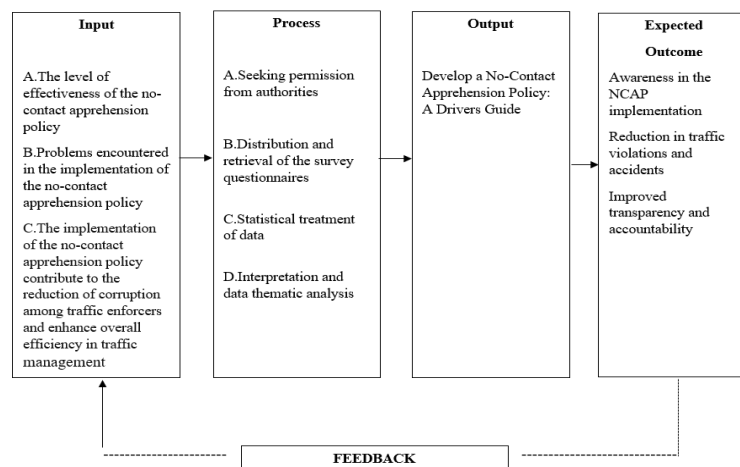 Input
A.The level of
effectiveness of the no-
contact apprehension
policy
B.Problems encountered
in the implementation of
the no-contact
apprehension policy
C.The implementation
of the no-contact
apprehension policy
contribute to the
reduction of corruption
among traffic enforcers
and enhance overall
efficiency in traffic
management
Process
A.Seeking permission
from authorities
B.Distribution and
retrieval of the survey
questionnaires
C.Statistical treatment
of data
D.Interpretation and
data thematic analysis
Output
Develop a No-Contact
Apprehension Policy:
A Drivers Guide
Expected
Outcome
Awareness in the
NCAP
implementation
Reduction in traffic
violations and
accidents
Improved
transparency and
accountability
FEEDBACK